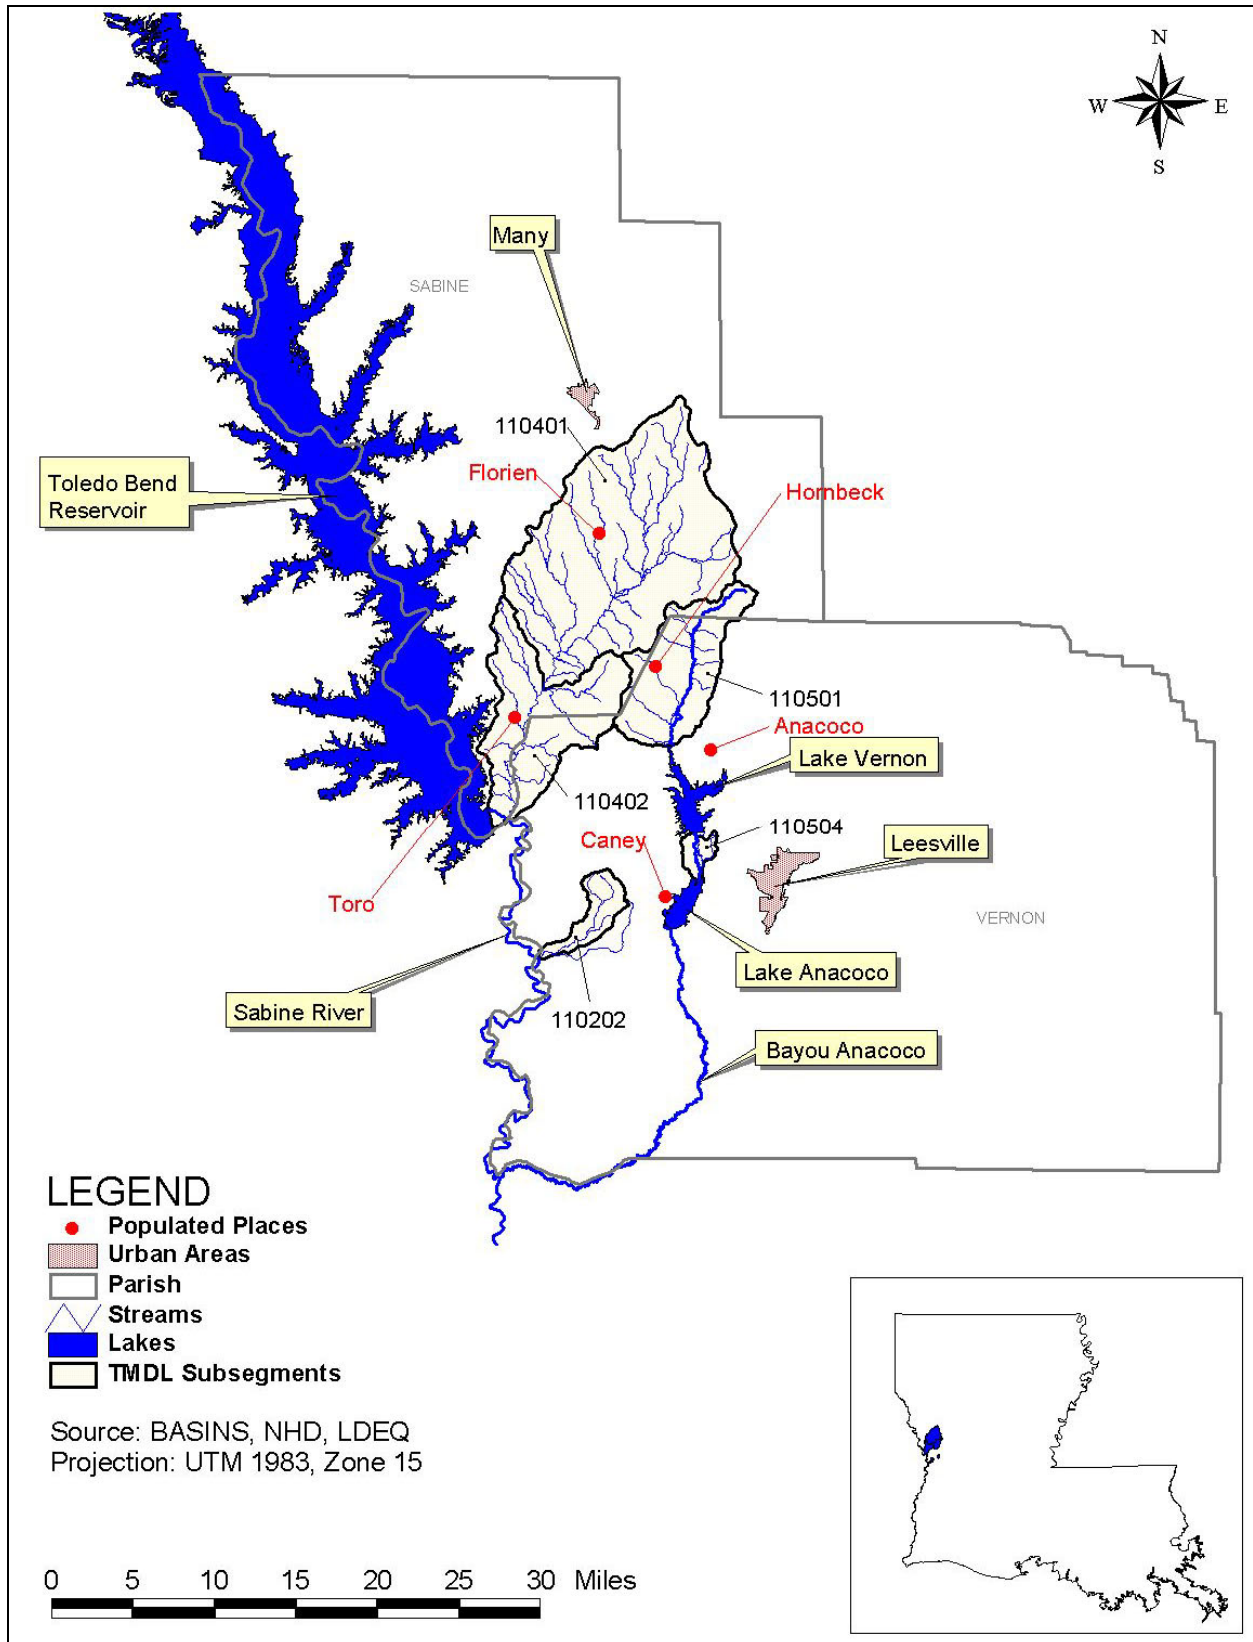 N
W E
S
Many
SABINE
110401
Florien
Hornbeck
Toledo Bend
Reservoir
110501
Anacoco
Lake Vernon
110402
110504
Caney
Leesville
Toro
VERNON
Lake Anacoco
Sabine River
110202
Bayou Anacoco
LEGEND
Populated Places
Urban Areas
Parish
Streams
Lakes
TMDL Subsegments
Source: BASINS, NHD, LDEQ
Projection: UTM 1983, Zone 15
0 5 10 15 20 25 30 Miles